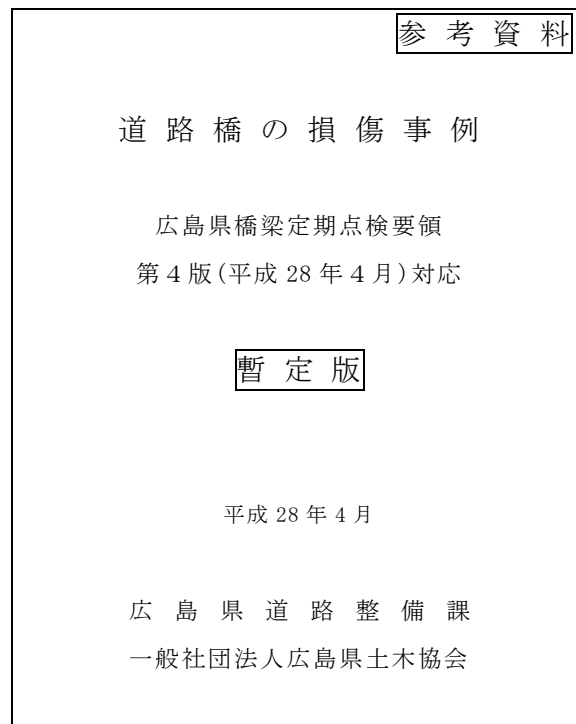 参考資料
道路橋の損傷事例
広島県橋梁定期点検要領
第4版(平成28年4月)対応
暫定版
平成28年4月
広島県道路整備課
一般社団法人広島県土木協会